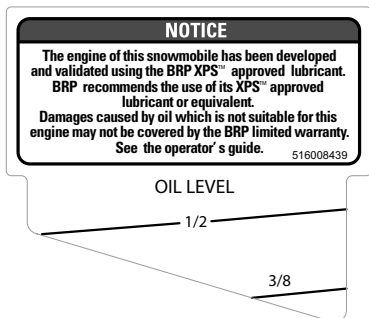 NOTICE
The engine of this snowmobile has been developed
and validated using the BRP XPS™ approved lubricant.
BRP recommends the use of its XPS™ approved
lubricant or equivalent.
Damages caused by oil which is not suitable for this
engine may not be covered by the BRP limited warranty.
See the operator's guide.
516008439
OIL LEVEL
1/2
3/8